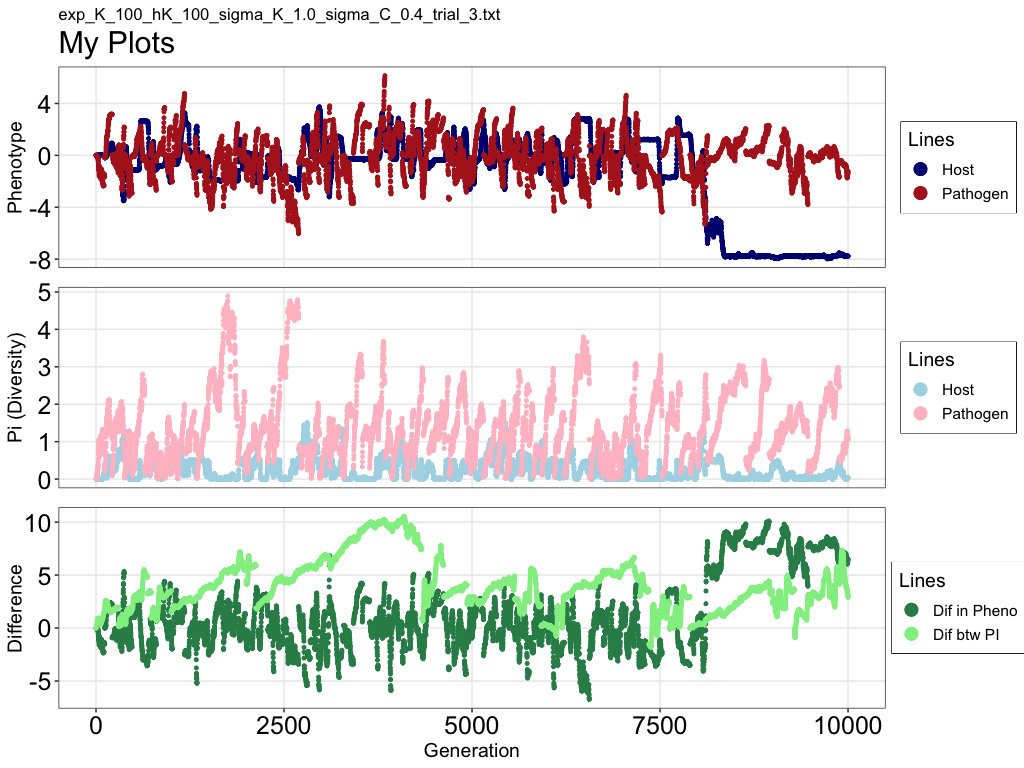 exp_K_100_hK_100_sigma_K_1.0_sigma_C_0.4_trial_3.txt
My Plots
Phenotype
4
0
-4
-8
Lines
Host
Pathogen
Pi (Diversity)
5
4
3
2
1
0
Lines
Host
Pathogen
Difference
10
5
0
-5
Lines
Dif in Pheno
Dif btw PI
0 2500 5000 7500 10000
Generation